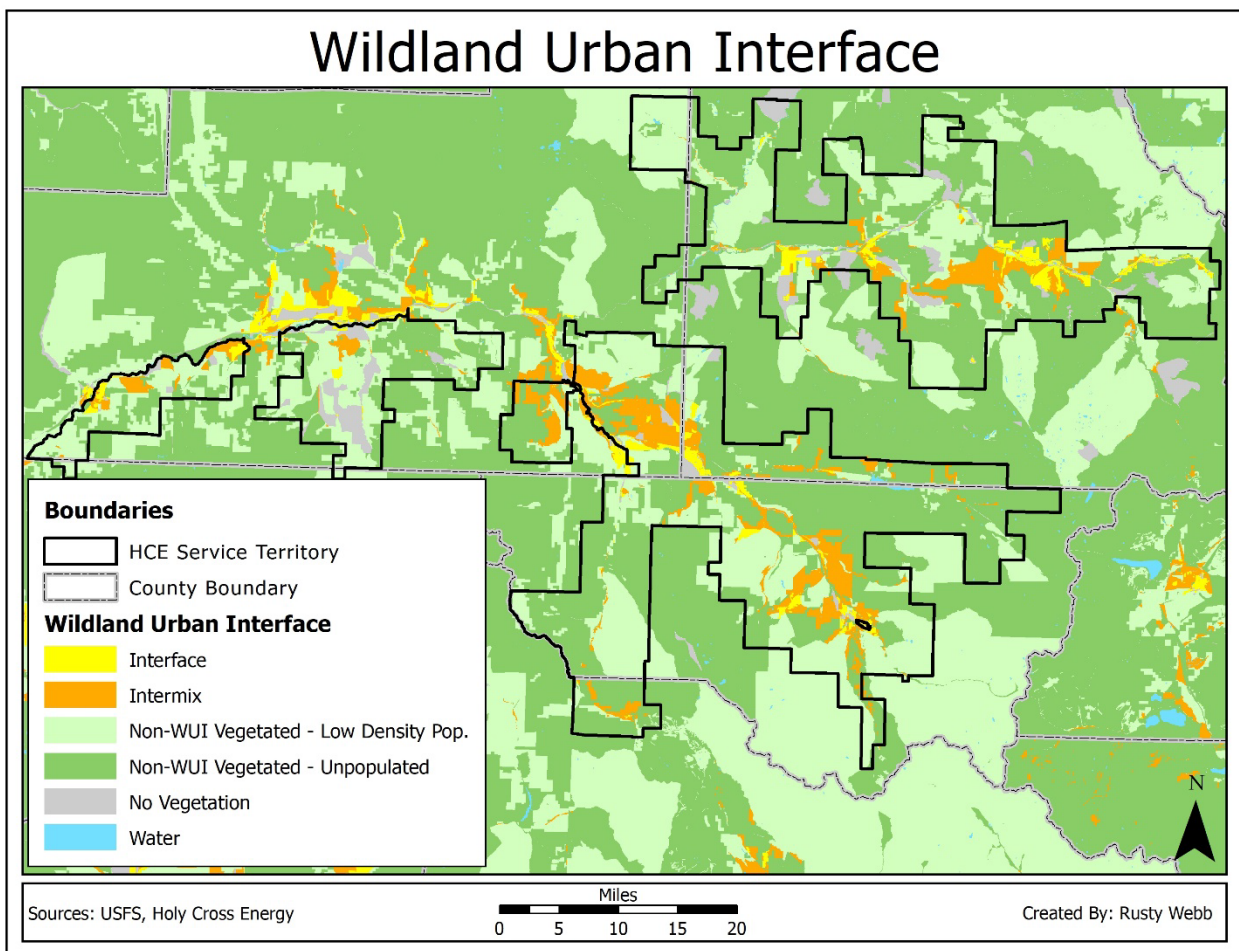 Wildland Urban Interface
Boundaries
HCE Service Territory
County Boundary
Wildland Urban Interface
Interface
Intermix
Non-WUI Vegetated - Low Density Pop.
Non-WUI Vegetated - Unpopulated
No Vegetation
Water
N
Sources: USFS, Holy Cross Energy
Miles
0 5 10 15 20
Created By: Rusty Webb